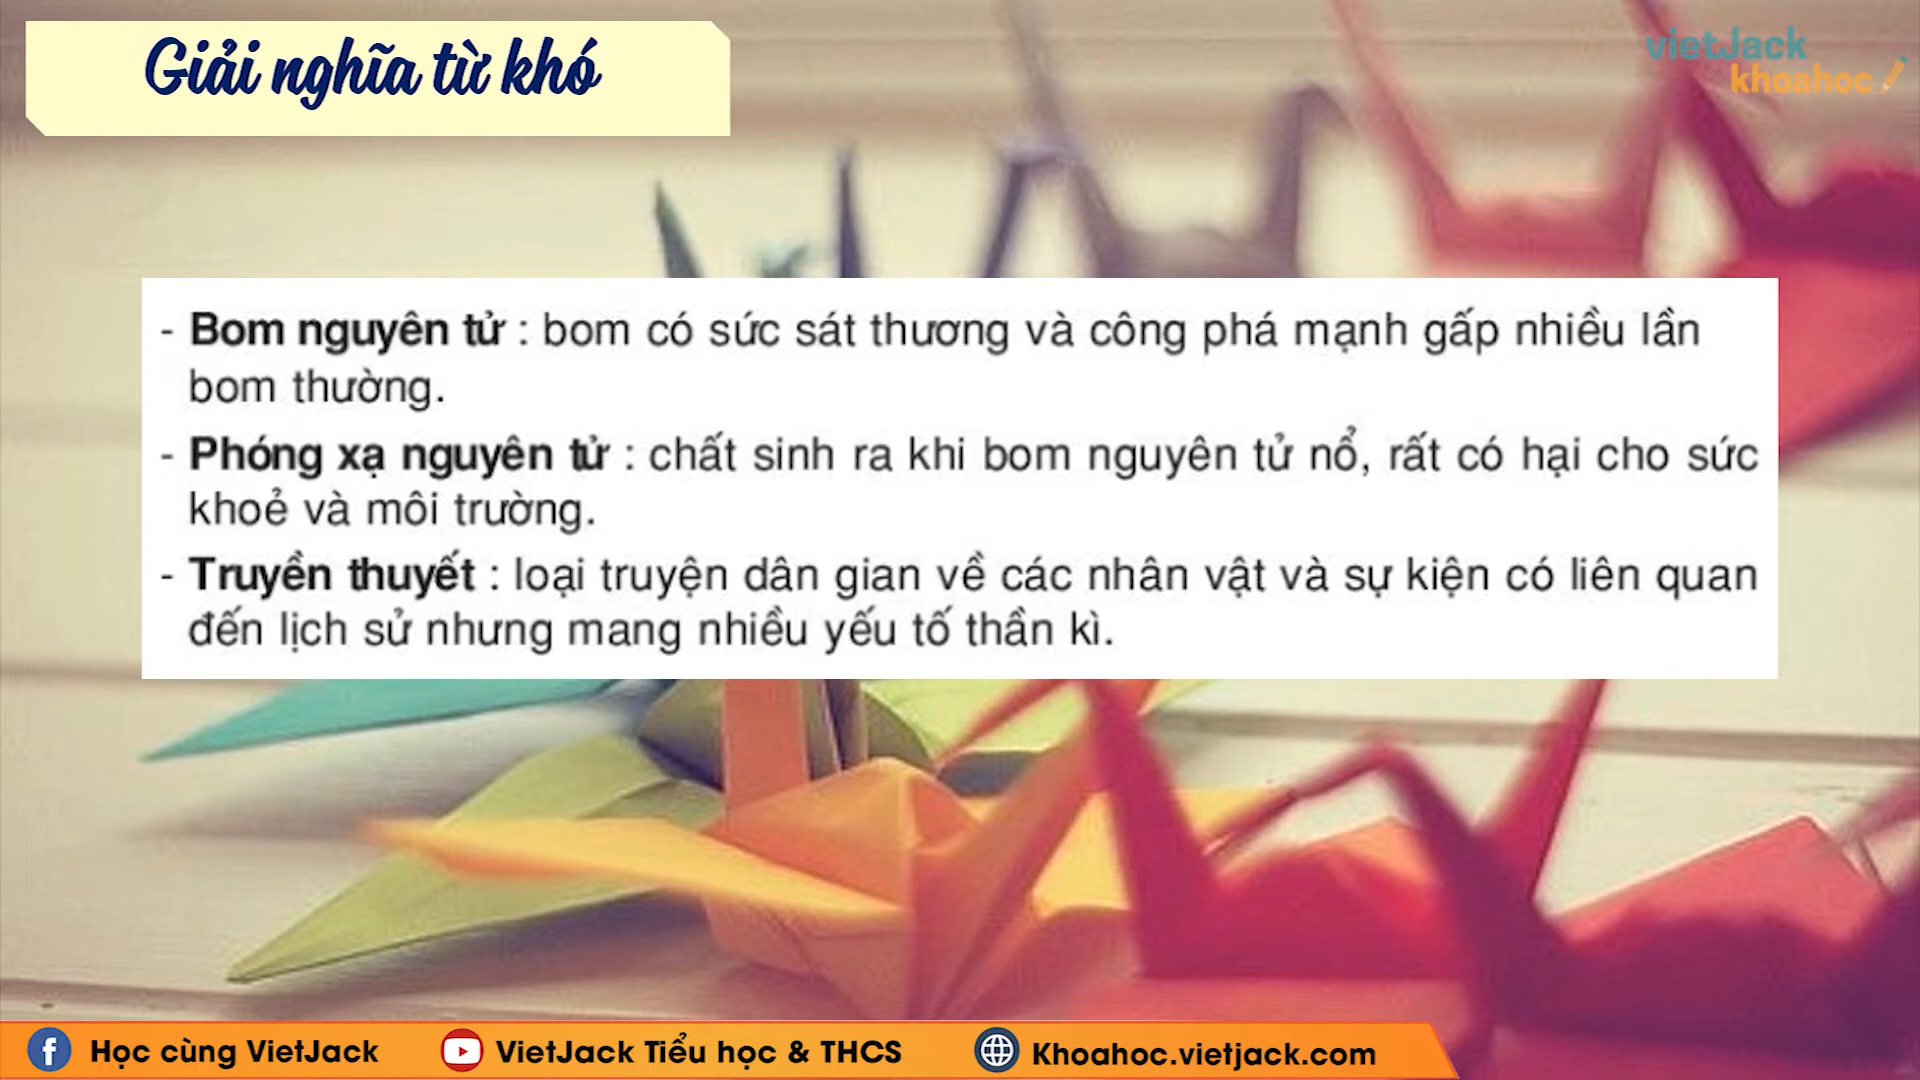 Giải nghĩa từ khó
vietJack
khoahoc
- Bom nguyên tử : bom có sức sát thương và công phá mạnh gấp nhiều lần
bom thường.
- Phóng xạ nguyên tử : chất sinh ra khi bom nguyên tử nổ, rất có hại cho sức
khoẻ và môi trường.
- Truyền thuyết : loại truyện dân gian về các nhân vật và sự kiện có liên quan
đến lịch sử nhưng mang nhiều yếu tố thần kì.
Học cùng VietJack
VietJack Tiểu học & THCS
Khoahoc.vietjack.com